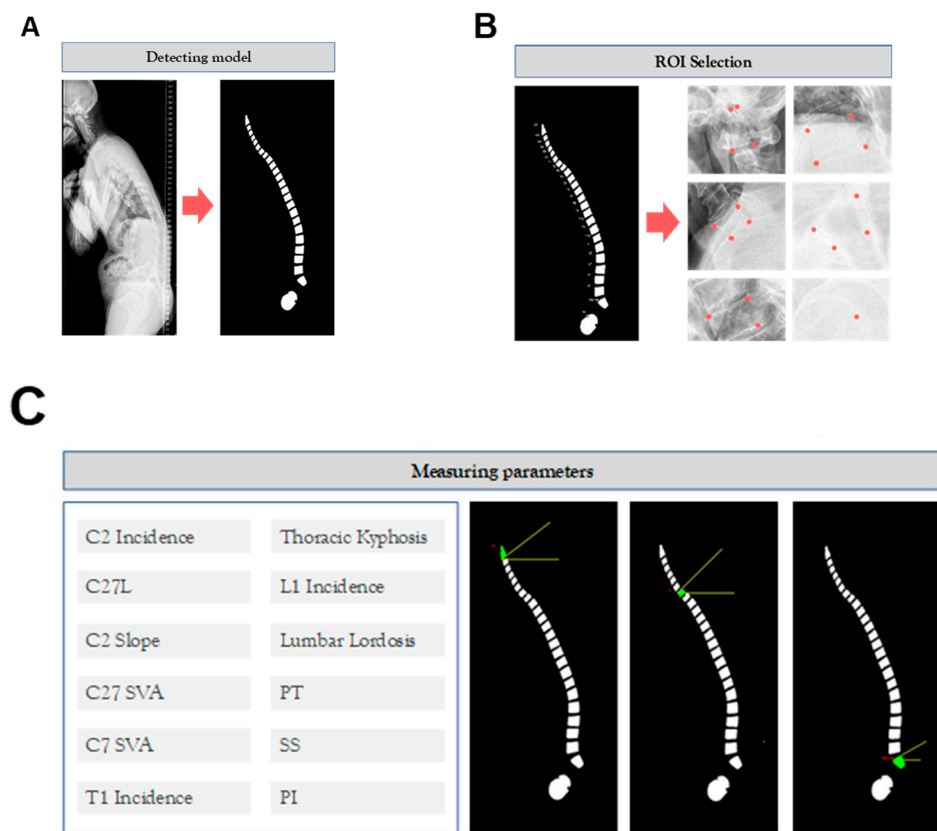 A
Detecting model
B
ROI Selection
C
Measuring parameters
C2 Incidence
Thoracic Kyphosis
C27L
L1 Incidence
C2 Slope
Lumbar Lordosis
C27 SVA
PT
C7 SVA
SS
T1 Incidence
PI